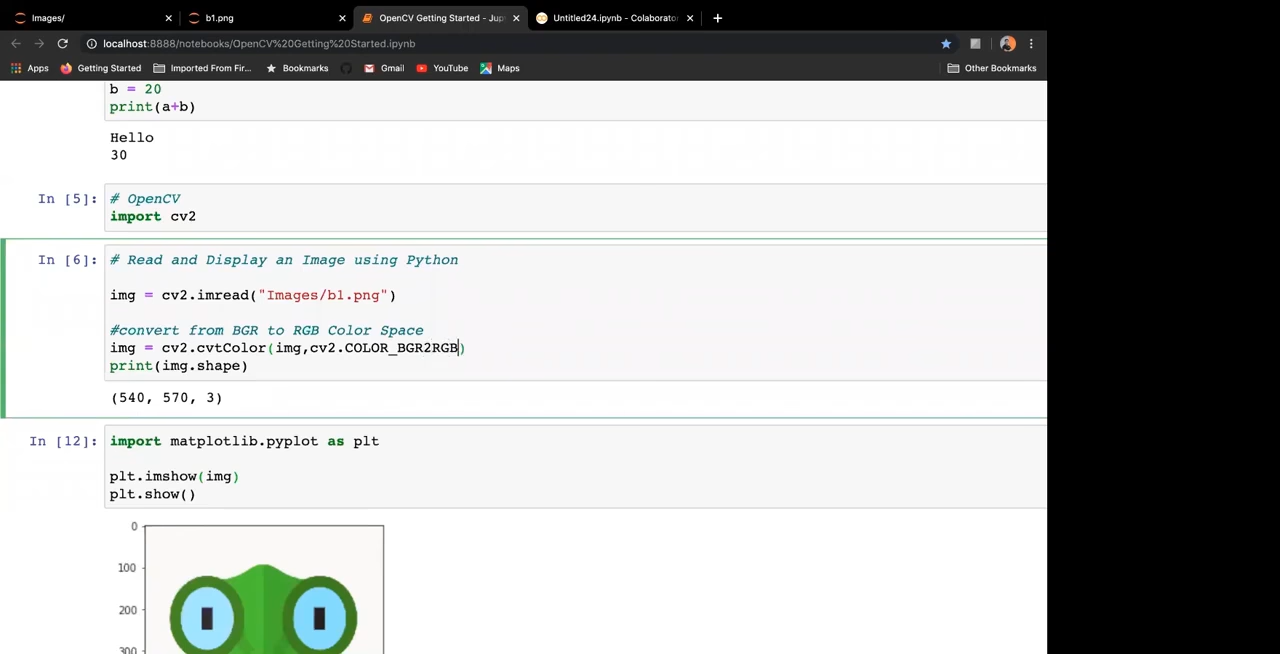 Images/
b1.png
OpenCV Getting Started - Jup
Untitled24.ipynb - Colaborator
localhost:8888/notebooks/OpenCV%20Getting%20Started.ipynb
Apps Getting Started Imported From Fir... Bookmarks Gmail YouTube Maps Other Bookmarks
b = 20
print(a+b)
Hello
30
In [5]: # OpenCV
import cv2
In [6]: # Read and Display an Image using Python
img = cv2.imread("Images/b1.png")
#convert from BGR to RGB Color Space
img = cv2.cvtColor(img,cv2.COLOR_BGR2RGB)
print(img.shape)
(540, 570, 3)
In [12]: import matplotlib.pyplot as plt
plt.imshow(img)
plt.show()
0
100
200
300